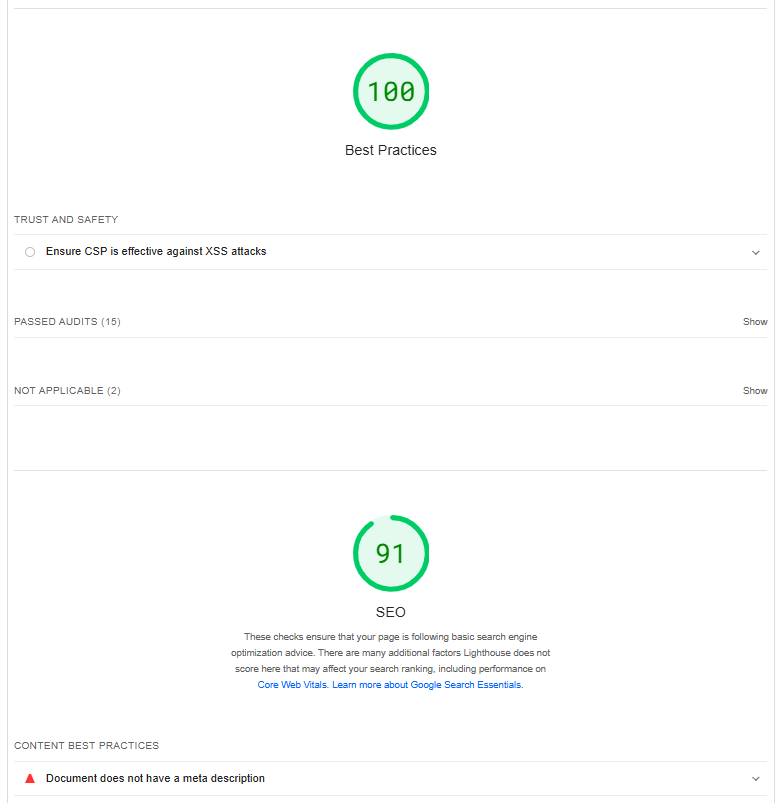 100
Best Practices
TRUST AND SAFETY
Ensure CSP is effective against XSS attacks
PASSED AUDITS (15)
Show
NOT APPLICABLE (2)
Show
91
SEO
These checks ensure that your page is following basic search engine
optimization advice. There are many additional factors Lighthouse does not
score here that may affect your search ranking, including performance on
Core Web Vitals. Learn more about Google Search Essentials.
CONTENT BEST PRACTICES
Document does not have a meta description